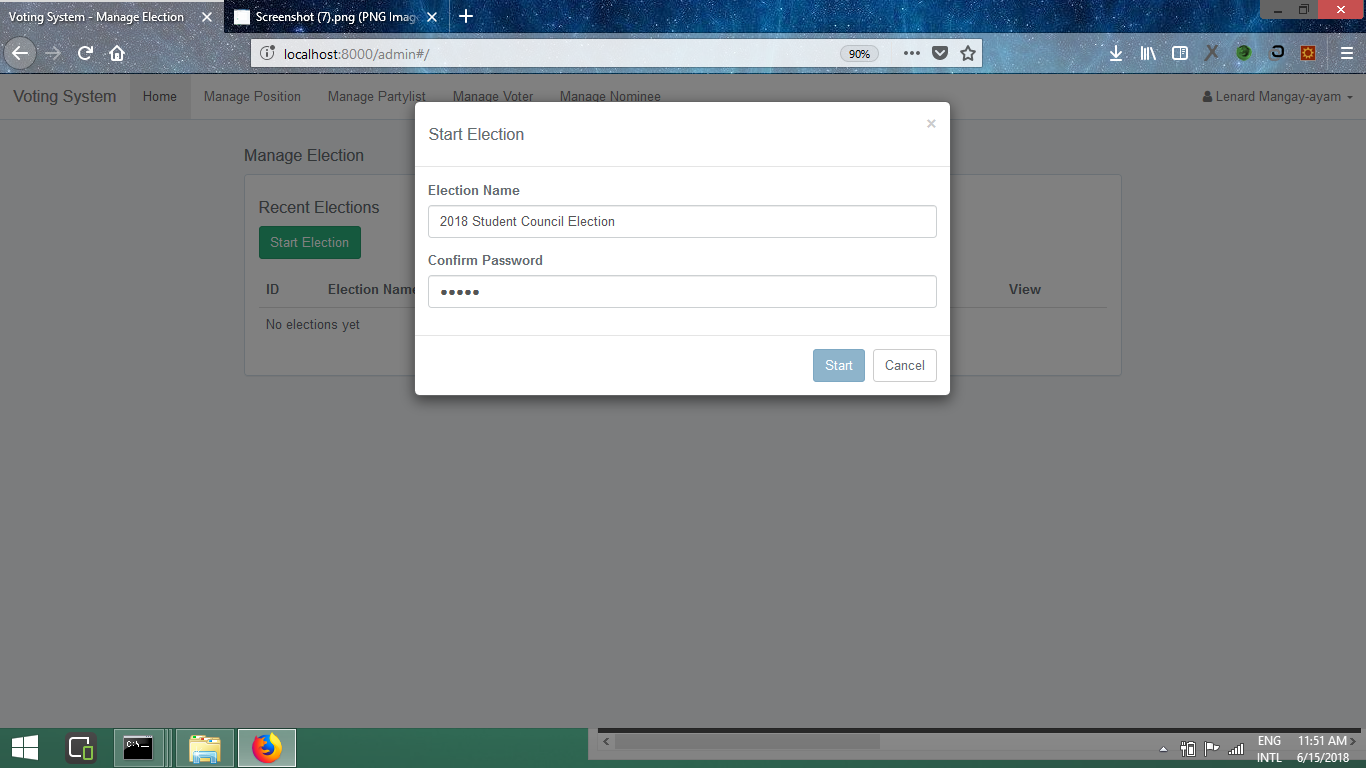 Voting System - Manage Election
Screenshot (7).png (PNG Imag
localhost:8000/admin#/
90%
Voting System
Home
Manage Position
Manage Partylist
Manage Voter
Manage Nominee
Lenard Mangay-ayam
Manage Election
Recent Elections
Start Election
ID
Election Name
View
No elections yet
Start Election
×
Election Name
2018 Student Council Election
Confirm Password
●●●●●
Start
Cancel
C:\>_
ENG
INTL
11:51 AM
6/15/2018